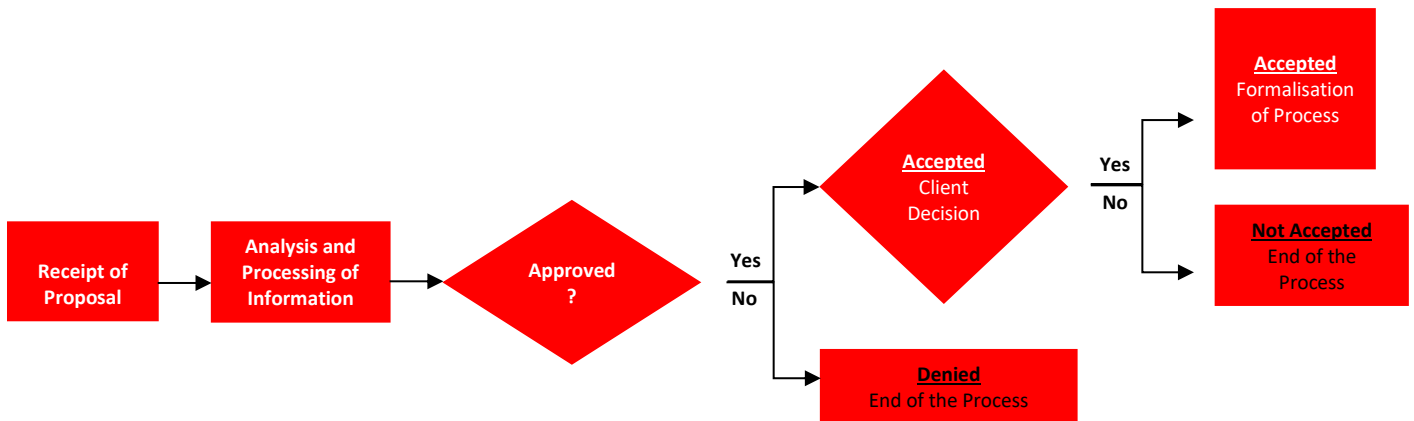 Receipt of
Proposal
Analysis and
Processing of
Information
Approved
?
Yes
No
Accepted
Client
Decision
Denied
End of the Process
Yes
No
Accepted
Formalisation
of Process
Not Accepted
End of the
Process